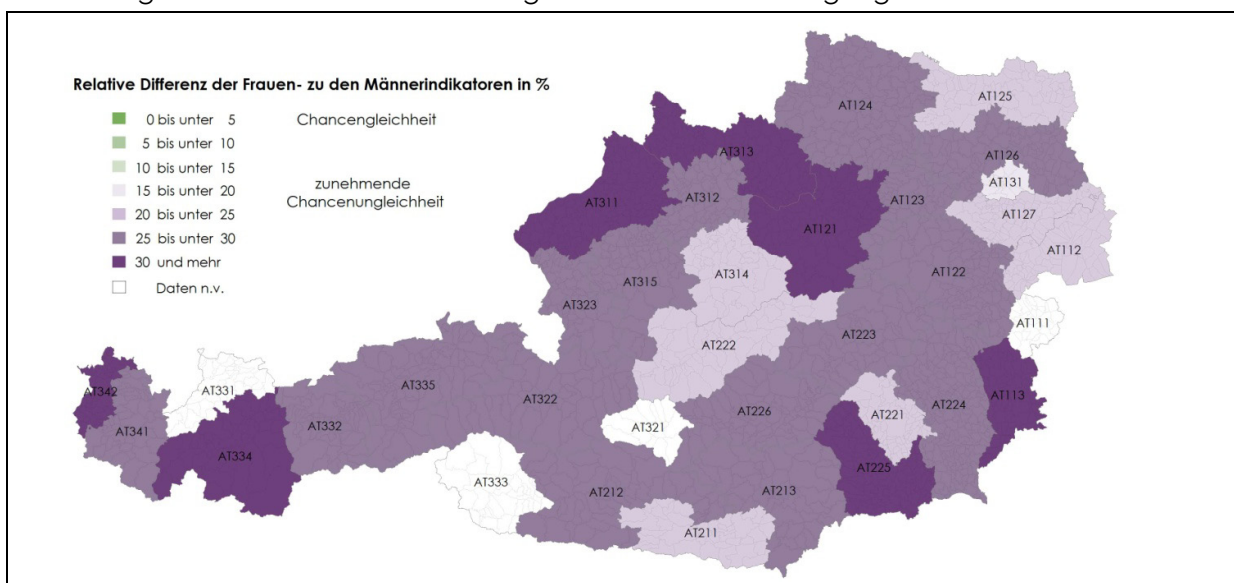 Relative Differenz der Frauen- zu den Männerindikatoren in %
0 bis unter 5 Chancengleichheit
5 bis unter 10
10 bis unter 15
15 bis unter 20 zunehmende
20 bis unter 25 Chancenungleichheit
25 bis unter 30
30 und mehr
Daten n.v.
AT124
AT125
AT126
AT131
AT313
AT312
AT311
AT123
AT127
AT121
AT112
AT122
AT314
AT315
AT323
AT111
AT223
AT222
AT335
AT331
AT342
AT322
AT113
AT224
AT221
AT226
AT321
AT332
AT341
AT334
AT225
AT333
AT212
AT213
AT211